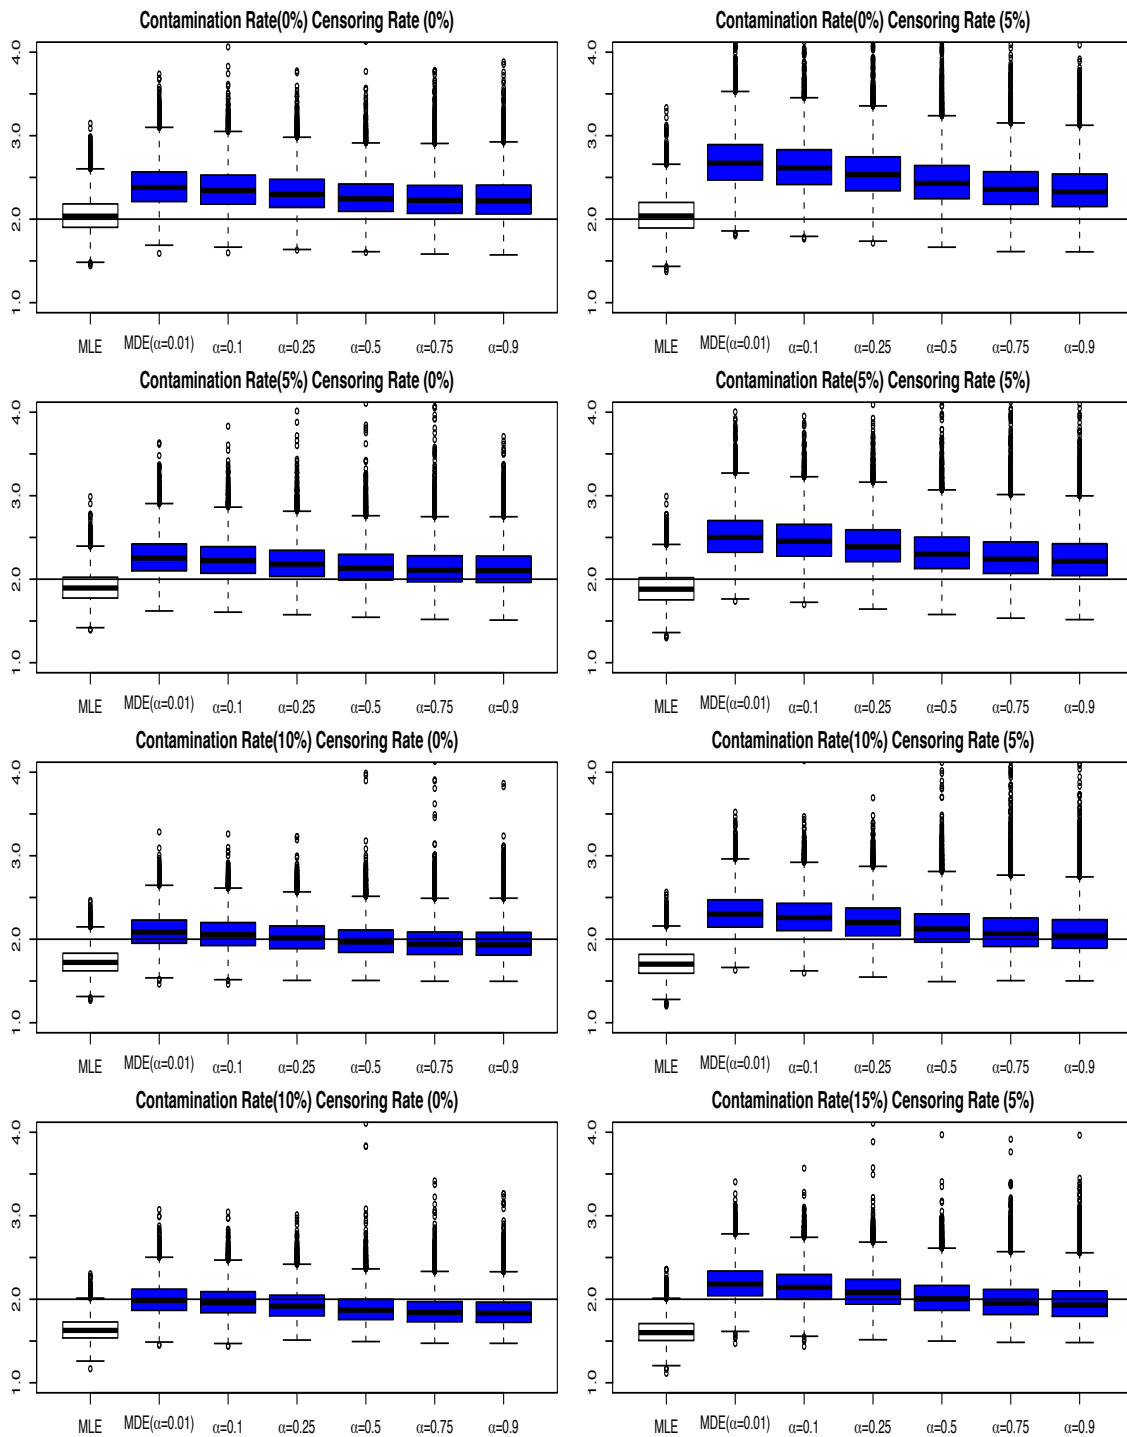 Contamination Rate(0%) Censoring Rate (0%)
4.0
3.0
2.0
1.0
MLE MDE(α=0.01) α=0.1 α=0.25 α=0.5 α=0.75 α=0.9
Contamination Rate(0%) Censoring Rate (5%)
4.0
3.0
2.0
1.0
MLE MDE(α=0.01) α=0.1 α=0.25 α=0.5 α=0.75 α=0.9
Contamination Rate(5%) Censoring Rate (0%)
4.0
3.0
2.0
1.0
MLE MDE(α=0.01) α=0.1 α=0.25 α=0.5 α=0.75 α=0.9
Contamination Rate(5%) Censoring Rate (5%)
4.0
3.0
2.0
1.0
MLE MDE(α=0.01) α=0.1 α=0.25 α=0.5 α=0.75 α=0.9
Contamination Rate(10%) Censoring Rate (0%)
4.0
3.0
2.0
1.0
MLE MDE(α=0.01) α=0.1 α=0.25 α=0.5 α=0.75 α=0.9
Contamination Rate(10%) Censoring Rate (5%)
4.0
3.0
2.0
1.0
MLE MDE(α=0.01) α=0.1 α=0.25 α=0.5 α=0.75 α=0.9
Contamination Rate(10%) Censoring Rate (0%)
4.0
3.0
2.0
1.0
MLE MDE(α=0.01) α=0.1 α=0.25 α=0.5 α=0.75 α=0.9
Contamination Rate(15%) Censoring Rate (5%)
4.0
3.0
2.0
1.0
MLE MDE(α=0.01) α=0.1 α=0.25 α=0.5 α=0.75 α=0.9